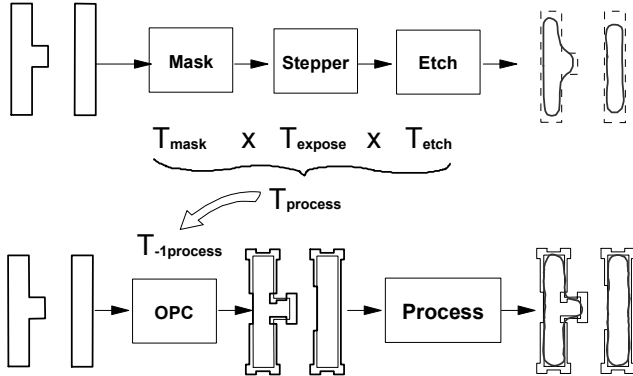 Mask Stepper Etch
Tmask x Texpose x Tetch
Tprocess
T-1process
OPC Process